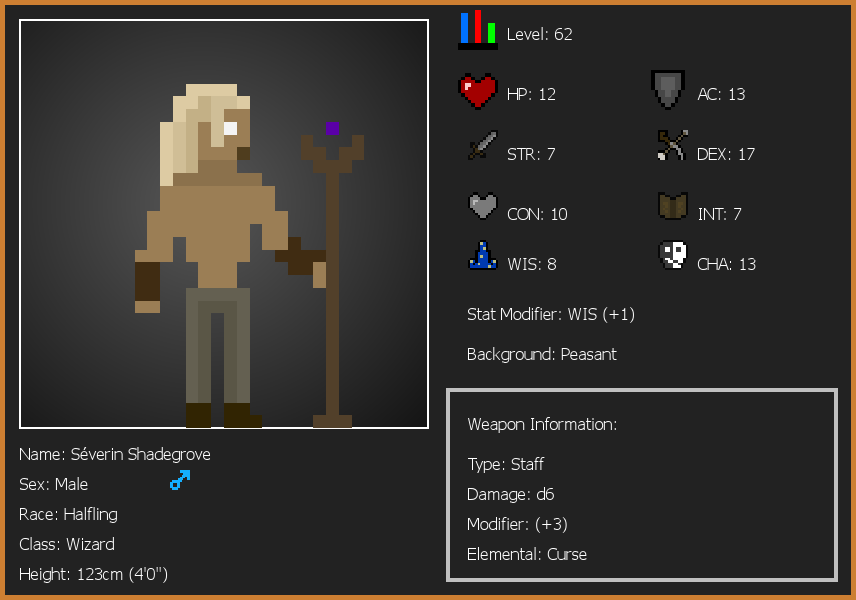 Level: 62
HP: 12
AC: 13
STR: 7
DEX: 17
CON: 10
INT: 7
WIS: 8
CHA: 13
Stat Modifier: WIS (+1)
Background: Peasant
Weapon Information:
Type: Staff
Damage: d6
Modifier: (+3)
Elemental: Curse
Name: Séverin Shadegrove
Sex: Male
Race: Halfling
Class: Wizard
Height: 123cm (4'0")